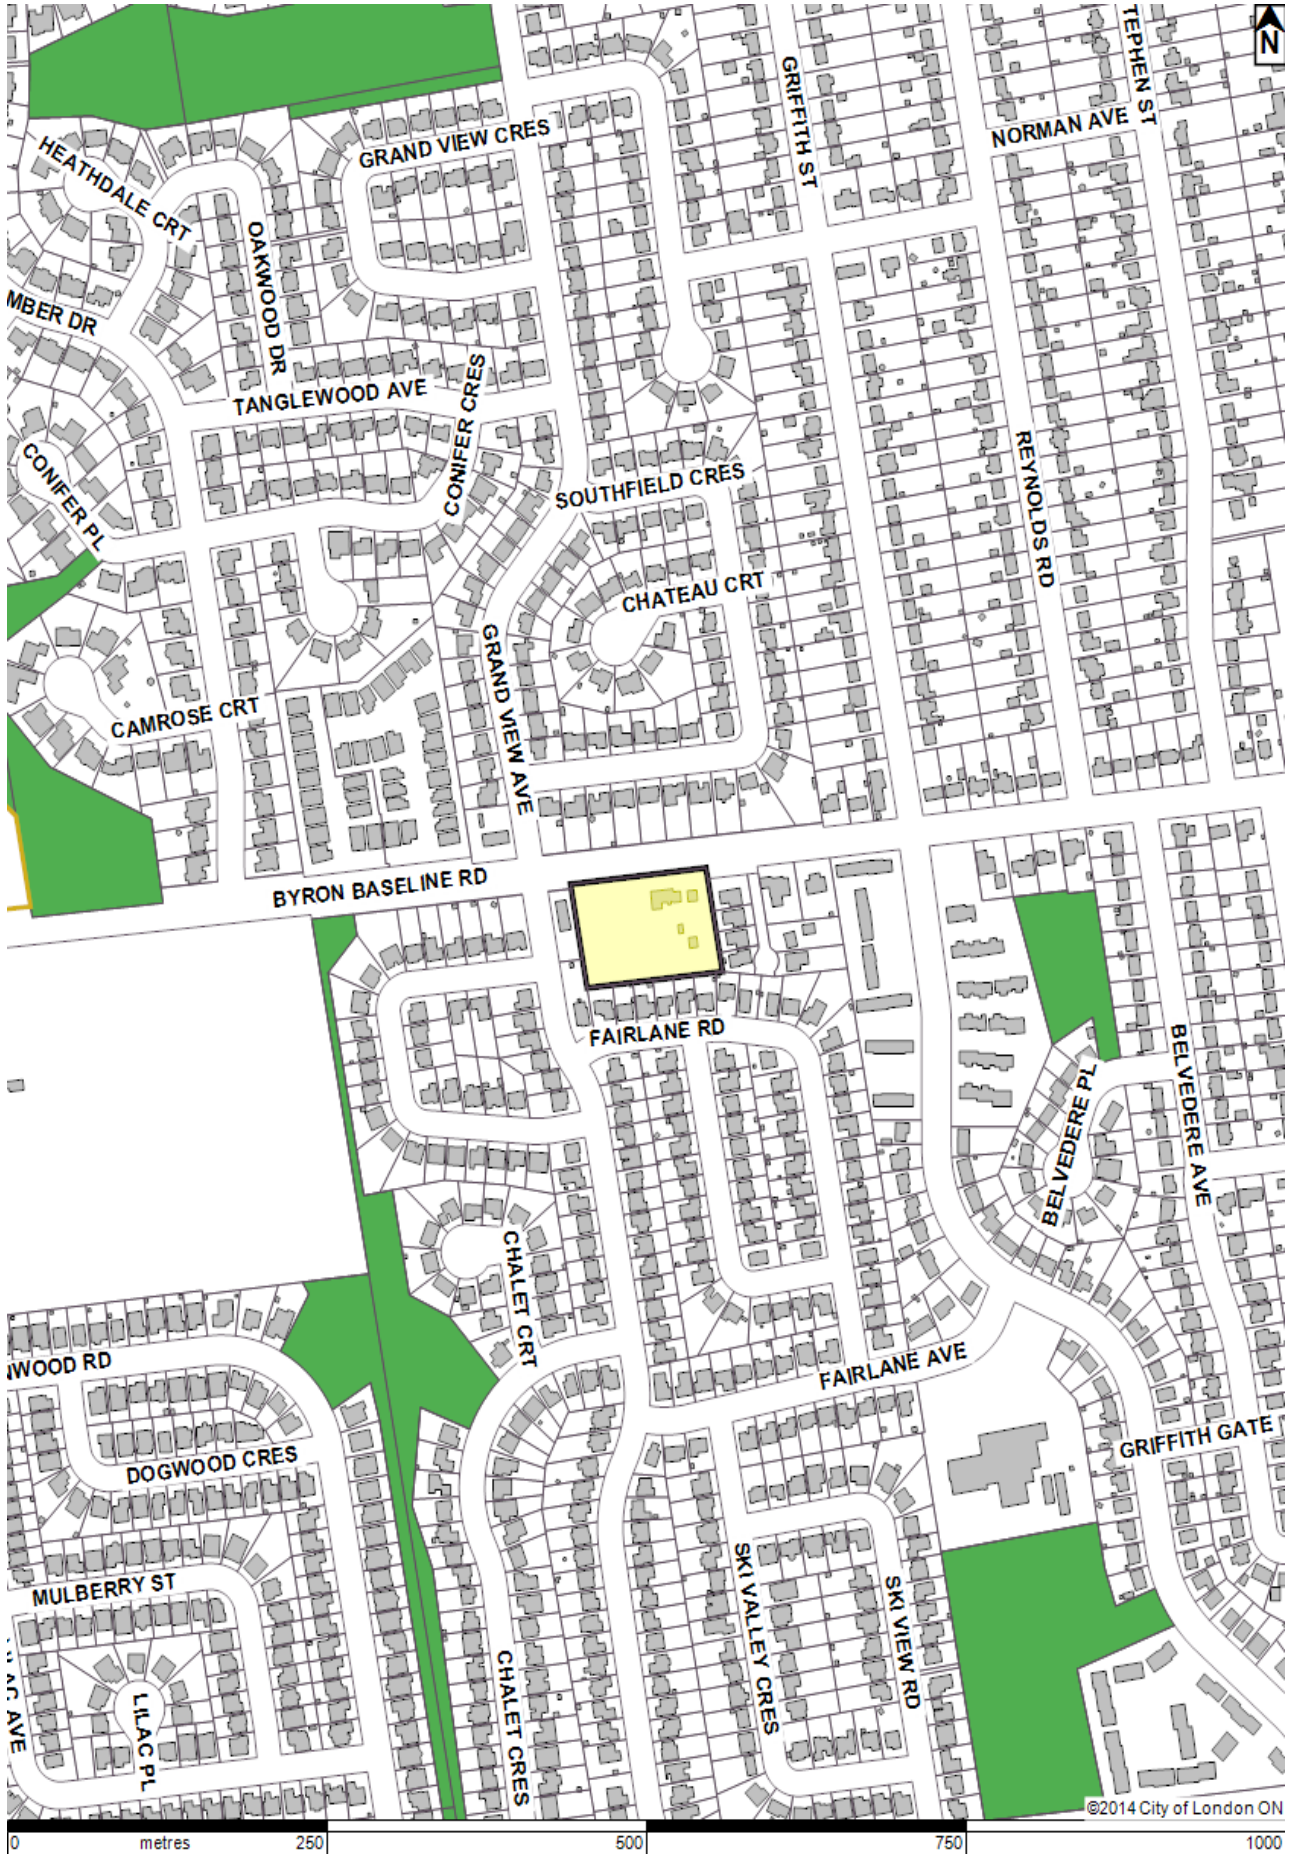 N
STEPHEN ST
GRIFFITH ST
NORMAN AVE
GRAND VIEW CRES
HEATHDALE CRT
OAKWOOD DR
MBER DR
TANGLEWOOD AVE
CONIFER CRES
CONIFER PL
SOUTHFIELD CRES
REYNOLDS RD
CHATEAU CRT
GRAND VIEW AVE
CAMROSE CRT
BYRON BASELINE RD
FAIRLANE RD
BELVEDERE PL
BELVEDERE AVE
CHALET CRT
NWOOD RD
FAIRLANE AVE
GRIFFITH GATE
DOGWOOD CRES
MULBERRY ST
SKI VALLEY CRES
SKI VIEW RD
CHALET CRES
LILAC PL
LILAC AVE
©2014 City of London ON
0 metres 250 500 750 1000